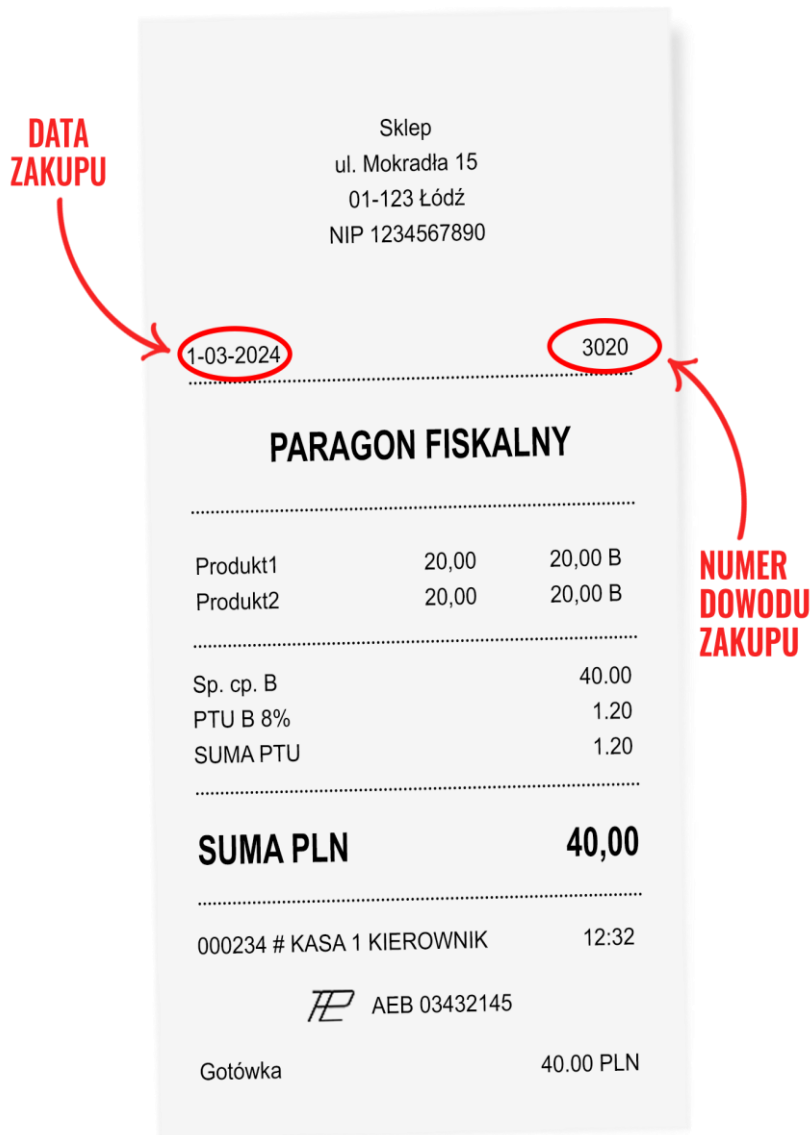 DATA
ZAKUPU
Sklep
ul. Mokradła 15
01-123 Łódź
NIP 1234567890
1-03-2024 3020
PARAGON FISKALNY
Produkt1 20,00 20,00 B
Produkt2 20,00 20,00 B
NUMER
DOWODU
ZAKUPU
Sp. cp. B 40.00
PTU B 8% 1.20
SUMA PTU 1.20
SUMA PLN 40,00
000234 # KASA 1 KIEROWNIK 12:32
AEB 03432145
Gotówka 40.00 PLN